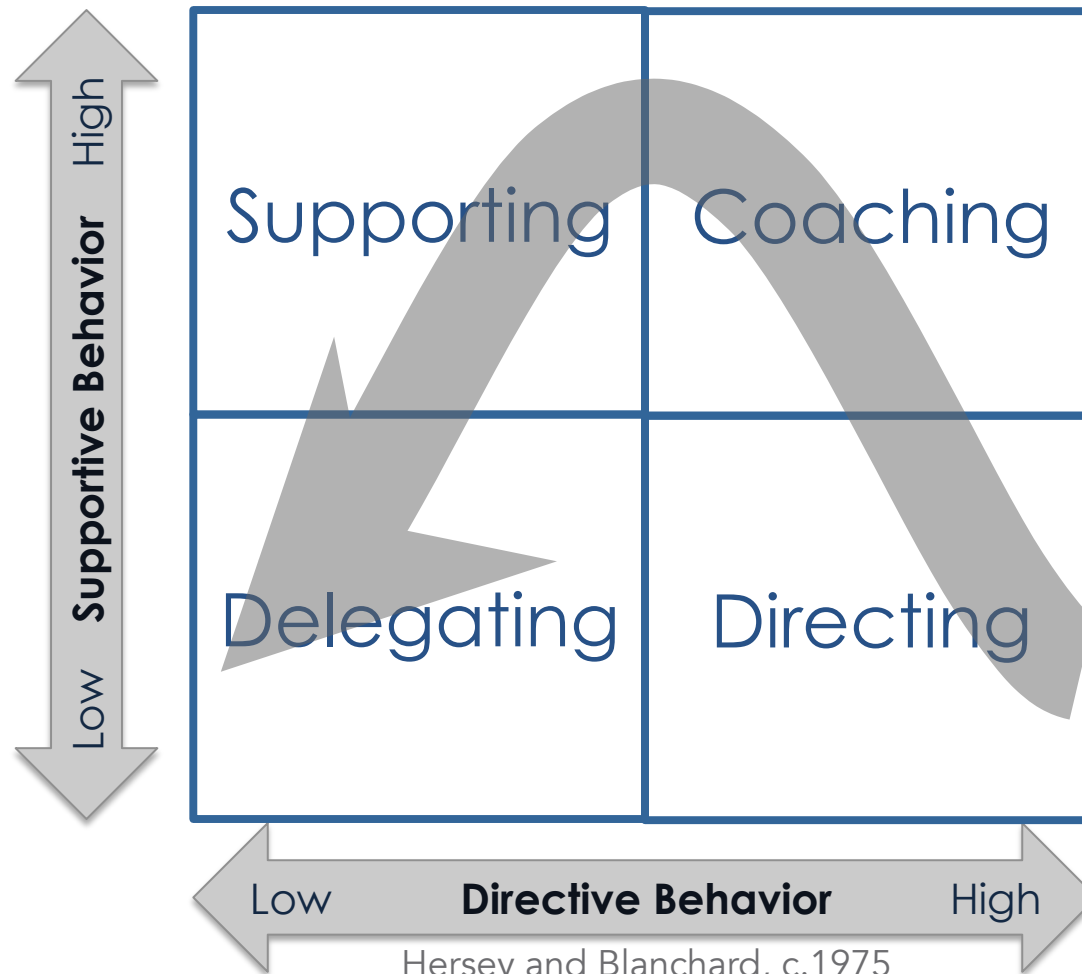 High
Supportive Behavior
Low
Supporting
Coaching
Delegating
Directing
Low
Directive Behavior
High
Hersey and Blanchard, c.1975